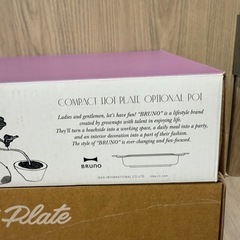 COMPACT HOT PLATE OPTIONAL POT
Ladies and gentlemen, let's have fun! "BRUNO" is a lifestyle brand
created by grownups with talent in enjoying life.
They'll turn a beachside into a working space, a daily meal into a party,
and an interior decoration into a part of their fashion.
The style of "BRUNO" is ever-changing and fun-focused.
BRUNO
Plate